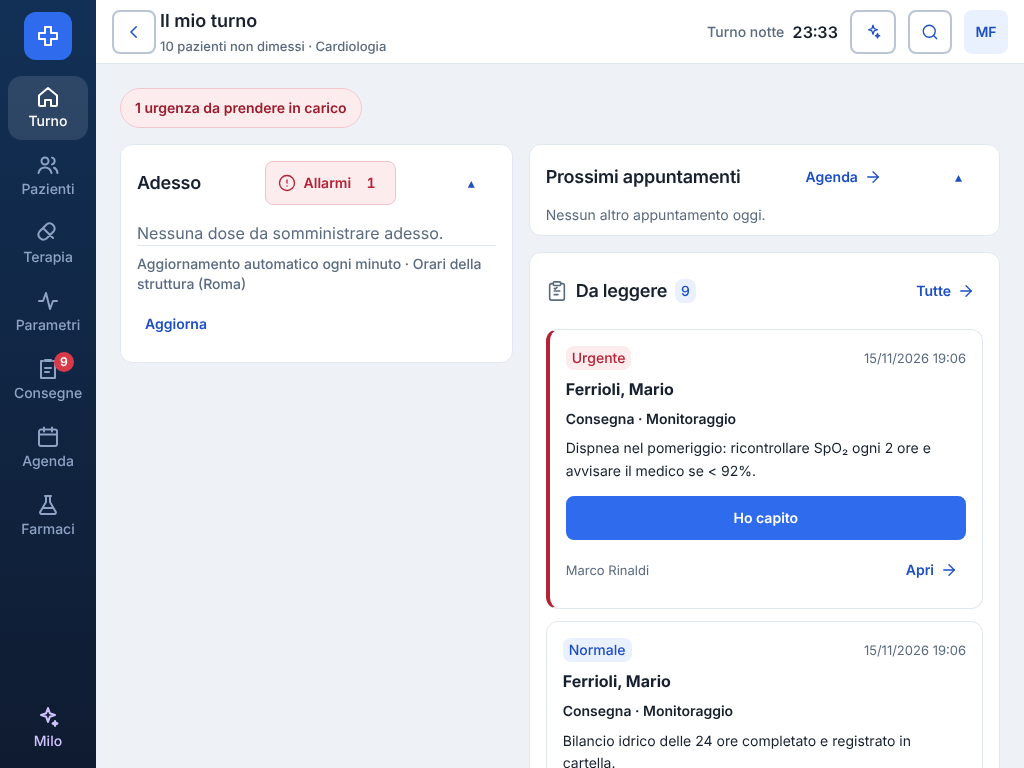 Il mio turno
10 pazienti non dimessi · Cardiologia
Turno notte 23:33
MF
Turno
Pazienti
Terapia
Parametri
9
Consegne
Agenda
Farmaci
Milo
1 urgenza da prendere in carico
Adesso
Allarmi 1
▲
Nessuna dose da somministrare adesso.
Aggiornamento automatico ogni minuto · Orari della
struttura (Roma)
Aggiorna
Prossimi appuntamenti
Agenda →
▲
Nessun altro appuntamento oggi.
Da leggere 9
Tutte →
Urgente
15/11/2026 19:06
Ferrioli, Mario
Consegna · Monitoraggio
Dispnea nel pomeriggio: ricontrollare SpO₂ ogni 2 ore e
avvisare il medico se < 92%.
Ho capito
Marco Rinaldi
Apri →
Normale
15/11/2026 19:06
Ferrioli, Mario
Consegna · Monitoraggio
Bilancio idrico delle 24 ore completato e registrato in
cartella.